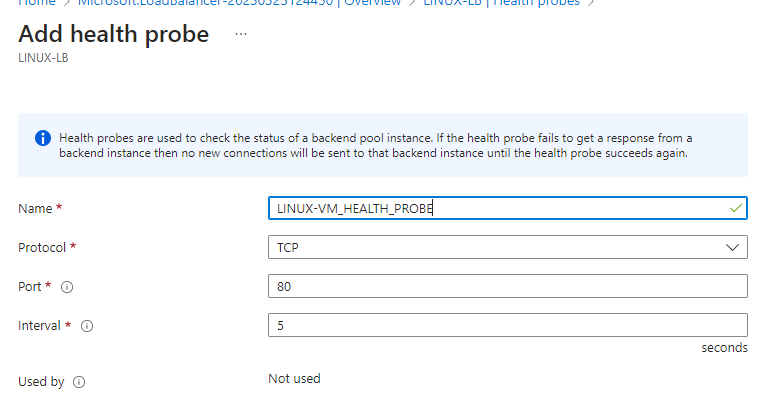 Home > Microsoft.LoadBalancer-20230323124430 | Overview > LINUX-LB | Health probes >
Add health probe ...
LINUX-LB
Health probes are used to check the status of a backend pool instance. If the health probe fails to get a response from a
backend instance then no new connections will be sent to that backend instance until the health probe succeeds again.
Name *
LINUX-VM_HEALTH_PROBE
Protocol *
TCP
Port *
80
Interval *
5
seconds
Used by
Not used